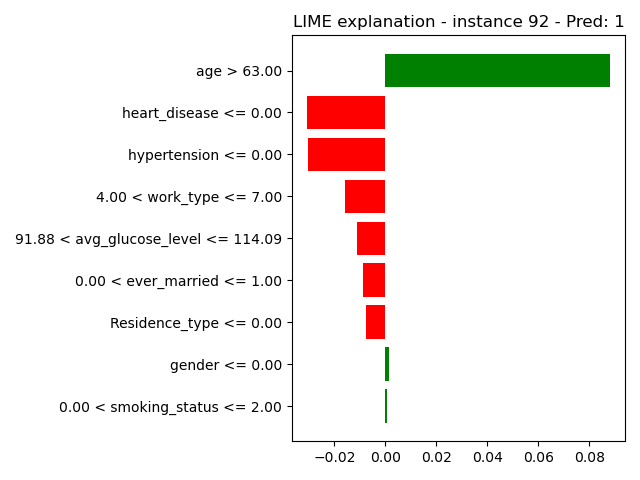 LIME explanation - instance 92 - Pred: 1
age > 63.00
heart_disease <= 0.00
hypertension <= 0.00
4.00 < work_type <= 7.00
91.88 < avg_glucose_level <= 114.09
0.00 < ever_married <= 1.00
Residence_type <= 0.00
gender <= 0.00
0.00 < smoking_status <= 2.00
−0.02 0.00 0.02 0.04 0.06 0.08